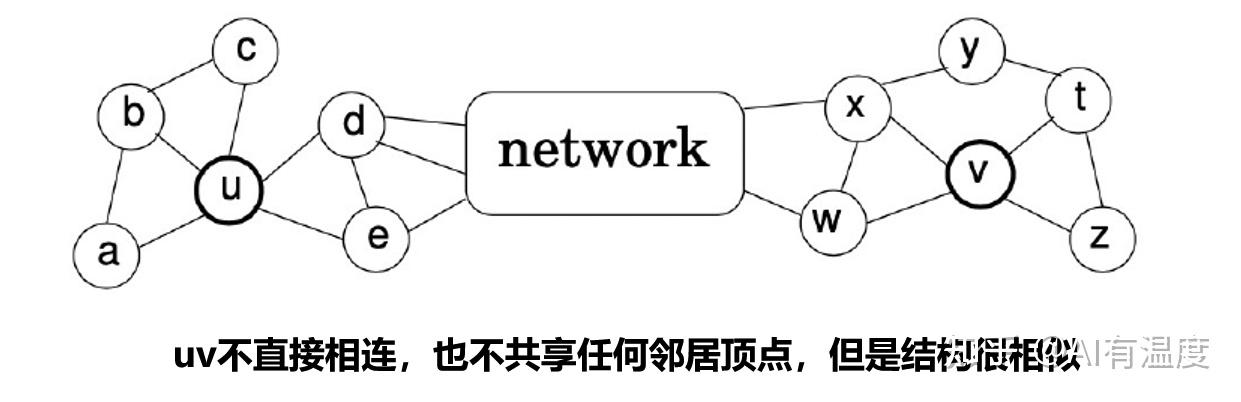 c
y
b
d
x
t
network
u
v
a
e
w
z
uv不直接相连，也不共享任何邻居顶点，但是结构很相似
知乎 @AI有温度